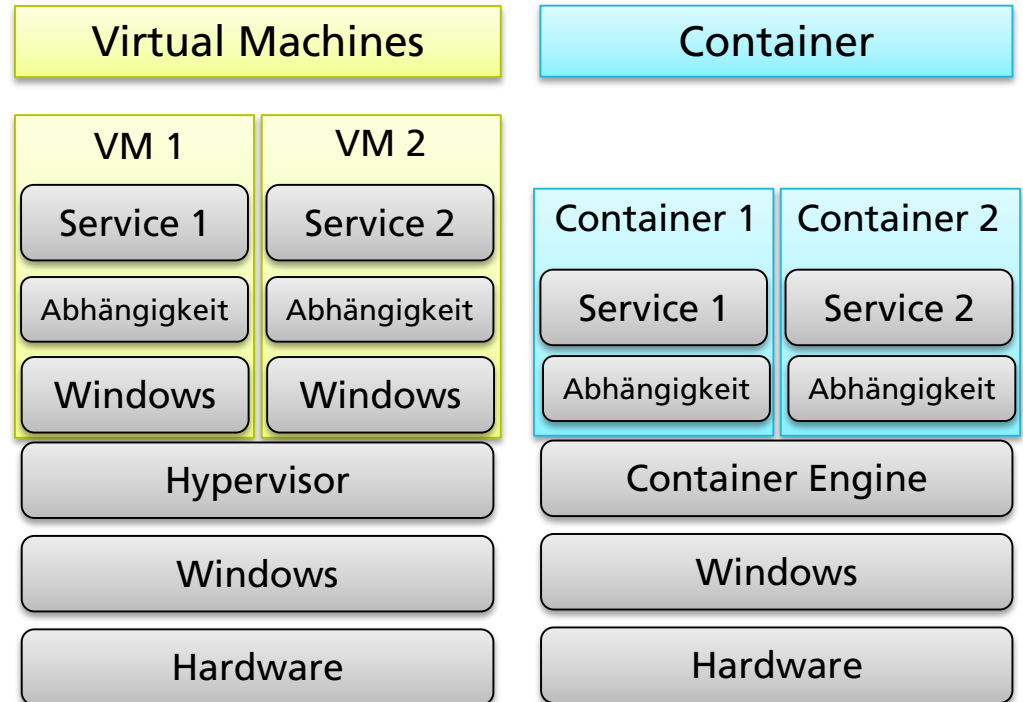 Virtual Machines
Container
VM 1
VM 2
Service 1
Service 2
Abhängigkeit
Abhängigkeit
Windows
Windows
Hypervisor
Windows
Hardware
Container 1
Container 2
Service 1
Service 2
Abhängigkeit
Abhängigkeit
Container Engine
Windows
Hardware